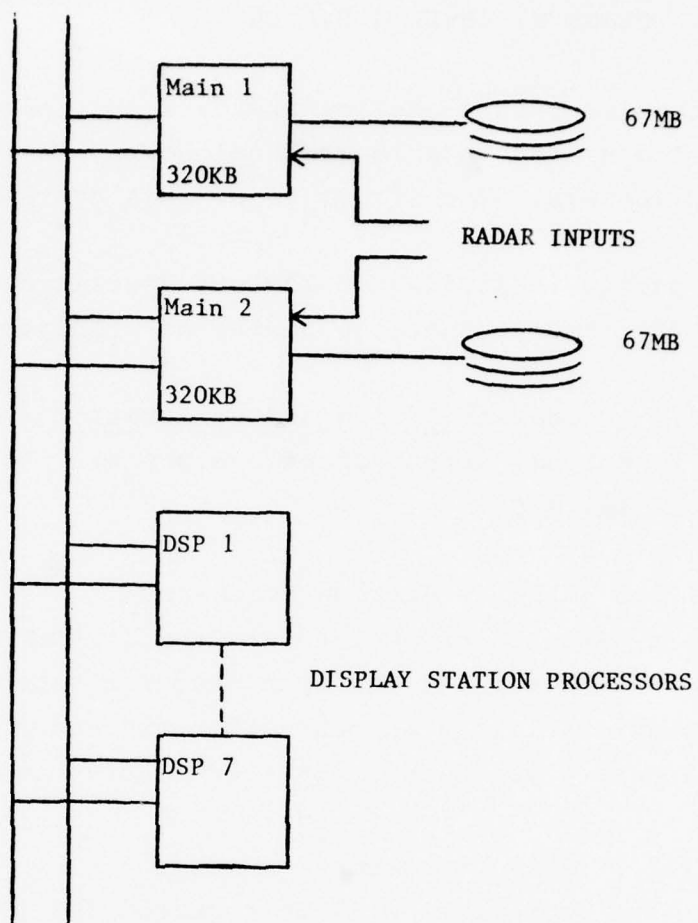 Main 1
320KB
67MB
RADAR INPUTS
Main 2
320KB
67MB
DSP 1
DISPLAY STATION PROCESSORS
DSP 7